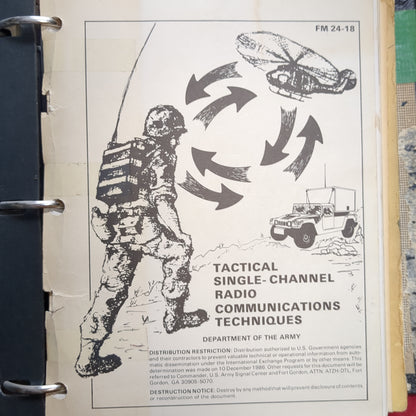 FM 24-18
TACTICAL
SINGLE-CHANNEL
RADIO
COMMUNICATIONS
TECHNIQUES
DEPARTMENT OF THE ARMY
DISTRIBUTION RESTRICTION: Distribution authorized to U.S. Government agencies
and their contractors to prevent valuable technical or operational information from auto-
matic dissemination under the International Exchange Program or by other means. This
determination was made on 10 December 1986. Other requests for this document will be
referred to Commander, U.S. Army Signal Center and Fort Gordon, ATTN: ATZH-DTL, Fort
Gordon, GA 30905-5070.
DESTRUCTION NOTICE: Destroy by any method that will prevent disclosure of contents
or reconstruction of the document.